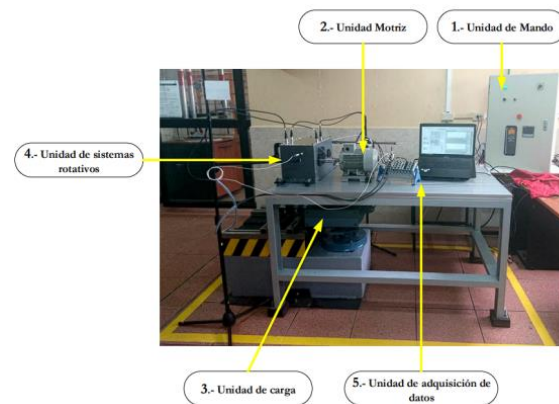 2.- Unidad Motriz
1.- Unidad de Mando
4.- Unidad de sistemas
rotativos
3.- Unidad de carga
5.- Unidad de adquisición de
datos